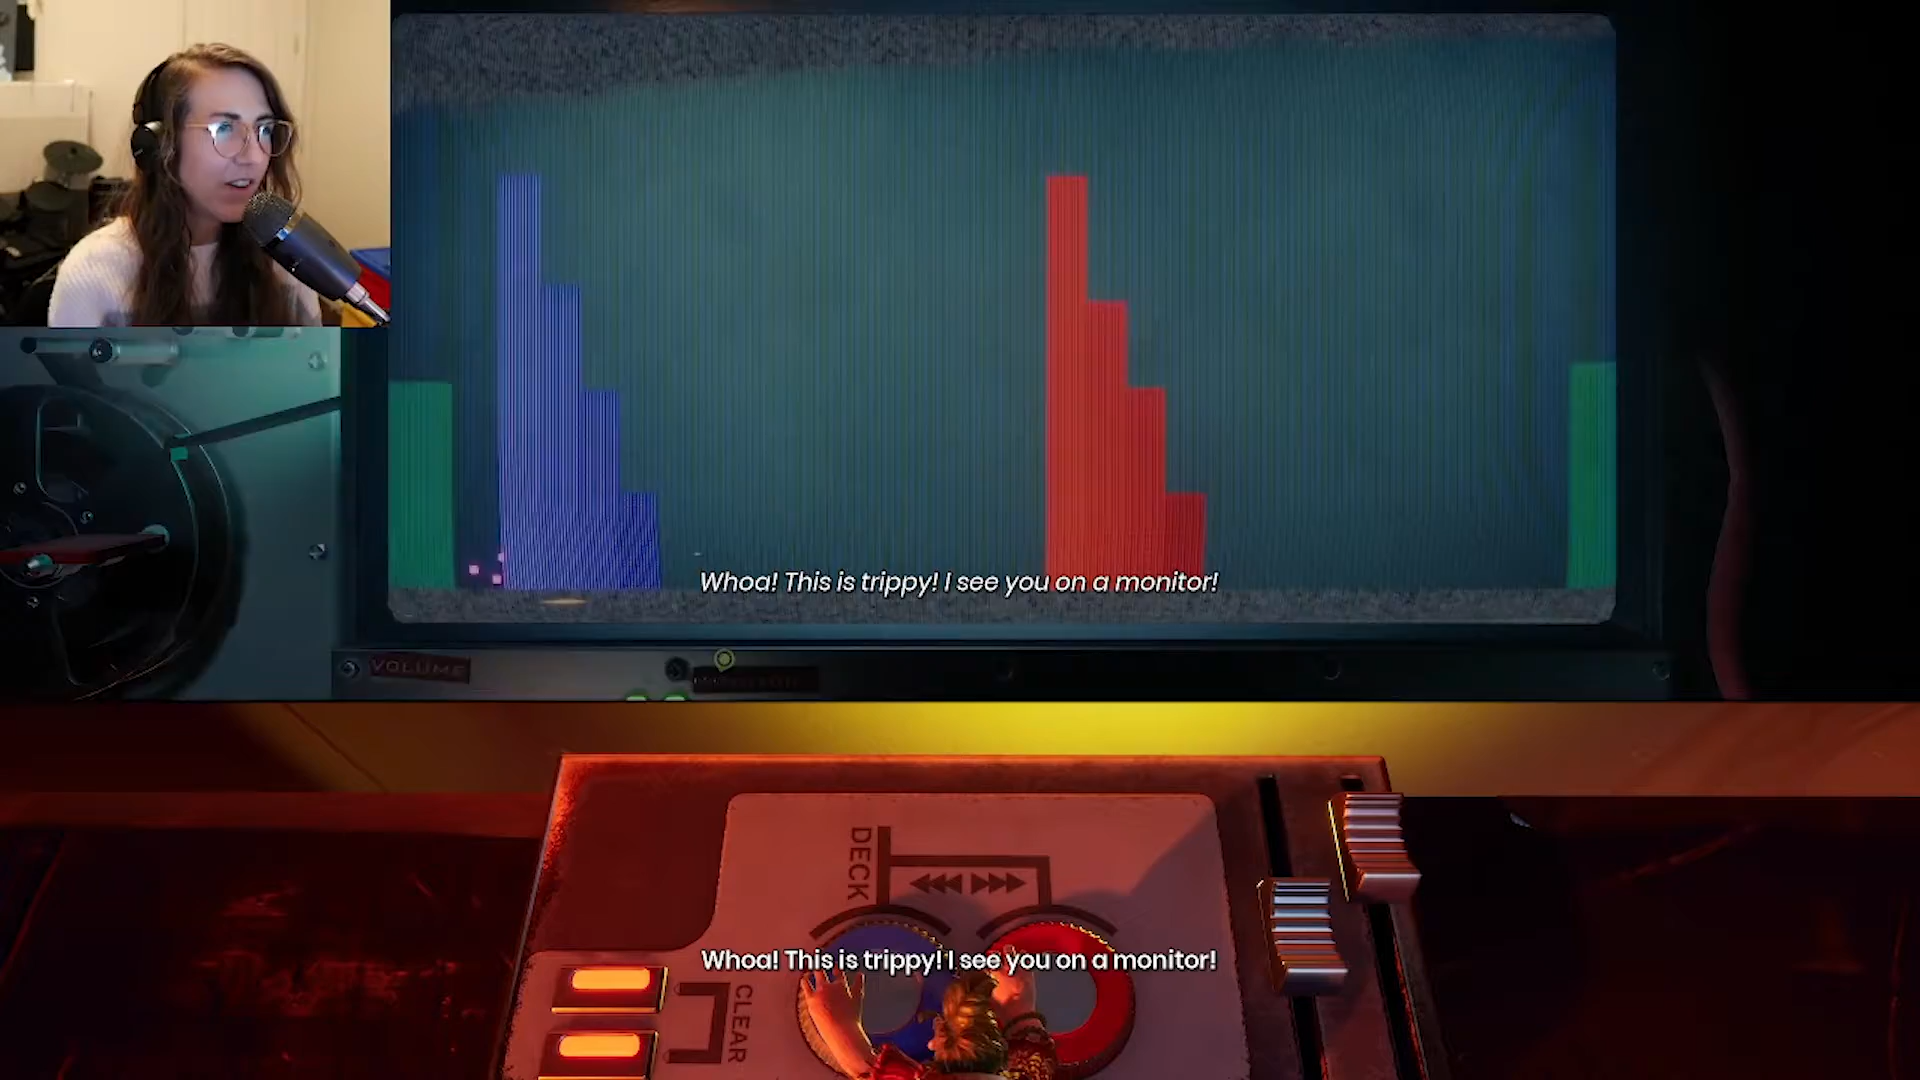 Whoa! This is trippy! I see you on a monitor!
VOLUME
DECK
Whoa! This is trippy! I see you on a monitor!
CLEAR